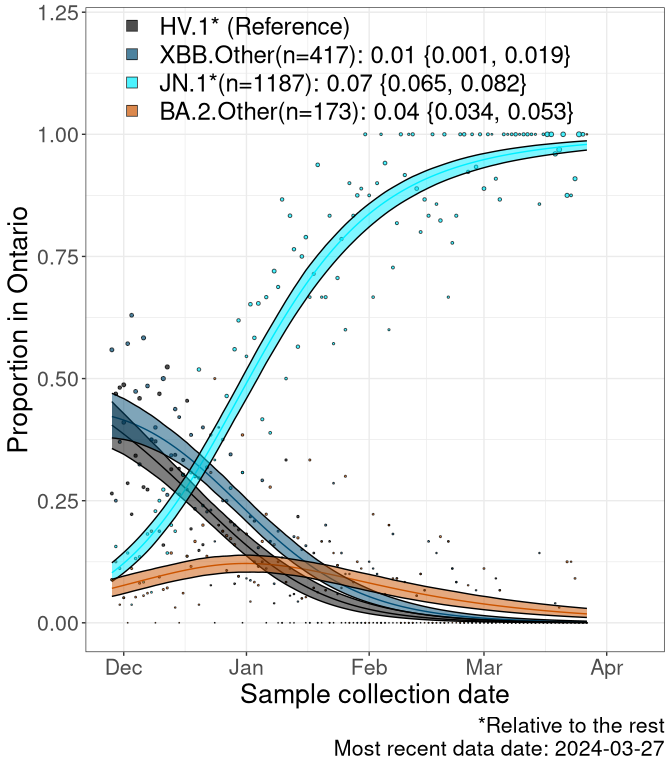 HV.1* (Reference)
XBB.Other(n=417): 0.01 {0.001, 0.019}
JN.1*(n=1187): 0.07 {0.065, 0.082}
BA.2.Other(n=173): 0.04 {0.034, 0.053}
1.25
1.00
0.75
0.50
0.25
0.00
Proportion in Ontario
Dec Jan Feb Mar Apr
Sample collection date
*Relative to the rest
Most recent data date: 2024-03-27